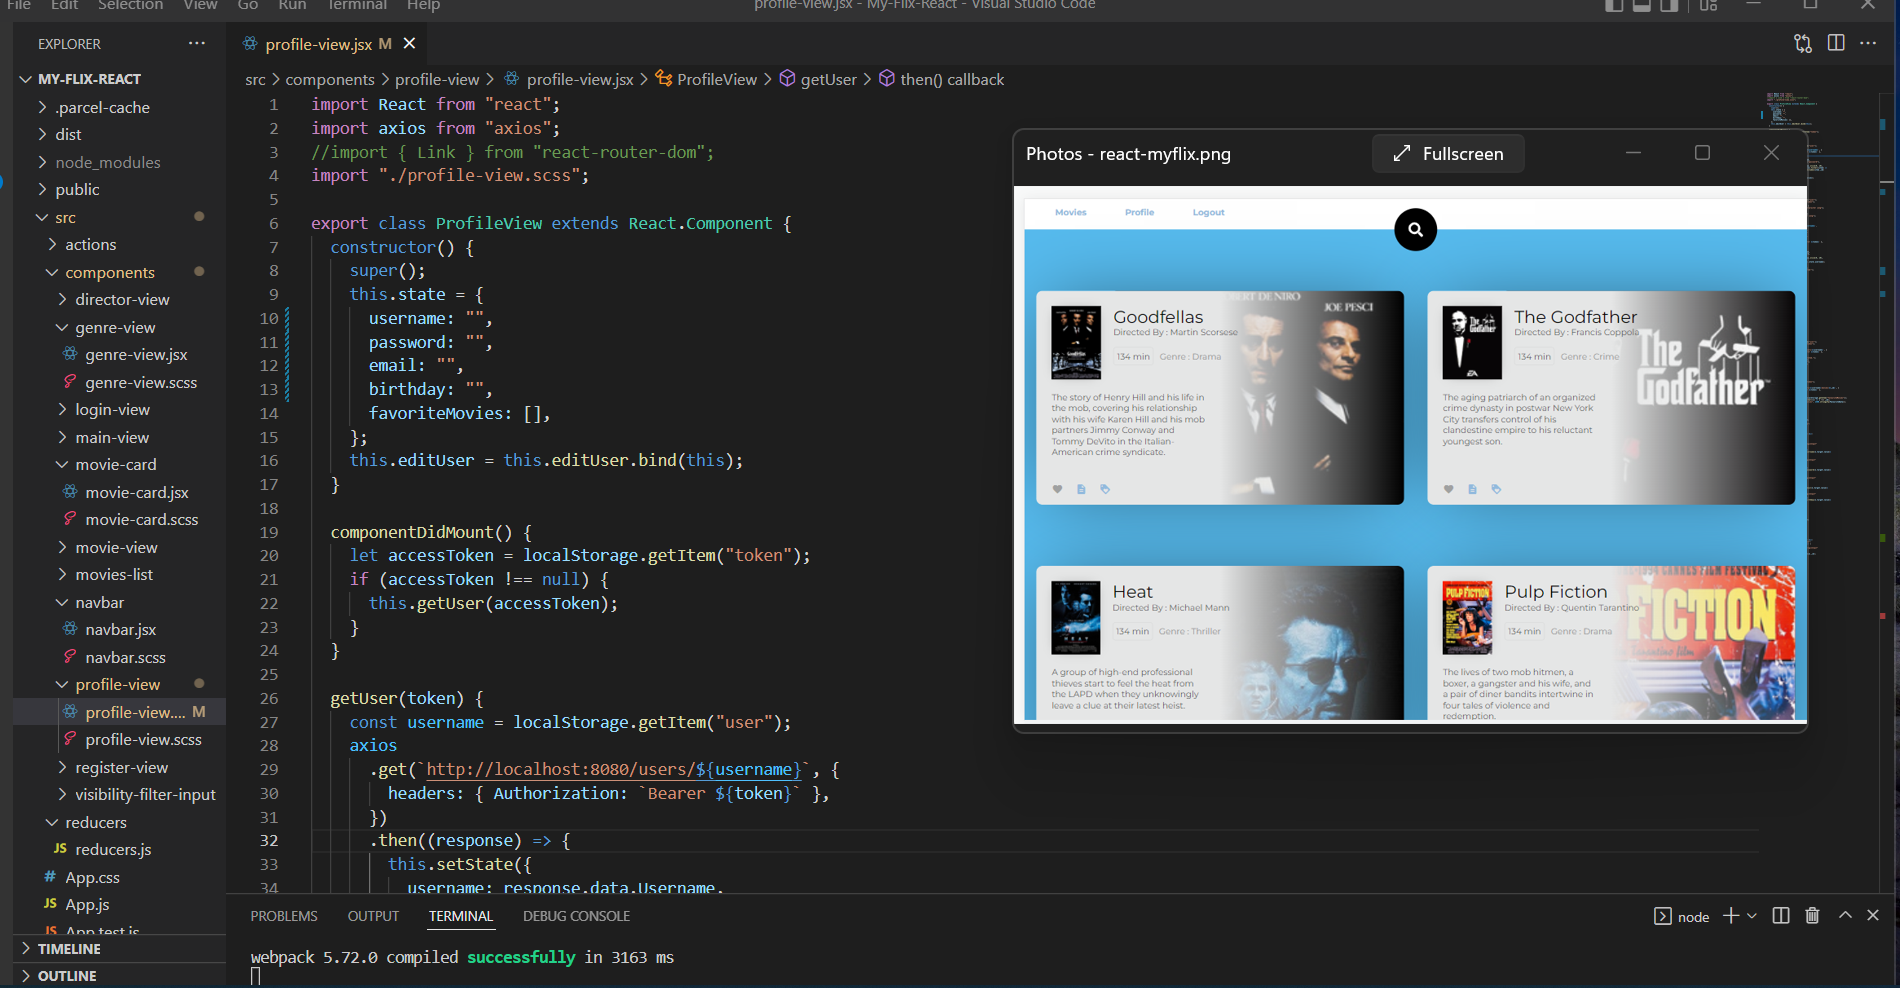 File Edit Selection View Go Run Terminal Help
profile-view.jsx - My-Flix-React - Visual Studio Code
EXPLORER
MY-FLIX-REACT
.parcel-cache
dist
node_modules
public
src
actions
components
director-view
genre-view
genre-view.jsx
genre-view.scss
login-view
main-view
movie-card
movie-card.jsx
movie-card.scss
movie-view
movies-list
navbar
navbar.jsx
navbar.scss
profile-view
profile-view.... M
profile-view.scss
register-view
visibility-filter-input
reducers
JS reducers.js
# App.css
JS App.js
JS App.test.js
TIMELINE
OUTLINE
profile-view.jsx M
src > components > profile-view > profile-view.jsx > ProfileView > getUser > then() callback
1 import React from "react";
2 import axios from "axios";
3 //import { Link } from "react-router-dom";
4 import "./profile-view.scss";
5
6 export class ProfileView extends React.Component {
7 constructor() {
8 super();
9 this.state = {
10 username: "",
11 password: "",
12 email: "",
13 birthday: "",
14 favoriteMovies: [],
15 };
16 this.editUser = this.editUser.bind(this);
17 }
18
19 componentDidMount() {
20 let accessToken = localStorage.getItem("token");
21 if (accessToken !== null) {
22 this.getUser(accessToken);
23 }
24 }
25
26 getUser(token) {
27 const username = localStorage.getItem("user");
28 axios
29 .get(`http://localhost:8080/users/${username}`, {
30 headers: { Authorization: `Bearer ${token}` },
31 })
32 .then((response) => {
33 this.setState({
34 username: response.data.Username,
Photos - react-myflix.png
Fullscreen
Movies Profile Logout
Goodfellas
Directed By : Martin Scorsese
134 min Genre : Drama
The story of Henry Hill and his life in
the mob, covering his relationship
with his wife Karen Hill and his mob
partners Jimmy Conway and
Tommy DeVito in the Italian-
American crime syndicate.
ROBERT DE NIRO
JOE PESCI
The Godfather
Directed By : Francis Coppola
134 min Genre : Crime
The aging patriarch of an organized
crime dynasty in postwar New York
City transfers control of his
clandestine empire to his reluctant
youngest son.
The
Godfather
EA
The
Godfather
Heat
Directed By : Michael Mann
134 min Genre : Thriller
A group of high-end professional
thieves start to feel the heat from
the LAPD when they unknowingly
leave a clue at their latest heist.
HEAT
Pulp Fiction
Directed By : Quentin Tarantino
134 min Genre : Drama
The lives of two mob hitmen, a
boxer, a gangster and his wife, and
a pair of diner bandits intertwine in
four tales of violence and
redemption.
PULP FICTION
1994 CANNES FILM FESTIVAL
FICTION
Tarantino film
PROBLEMS OUTPUT TERMINAL DEBUG CONSOLE
node
webpack 5.72.0 compiled successfully in 3163 ms